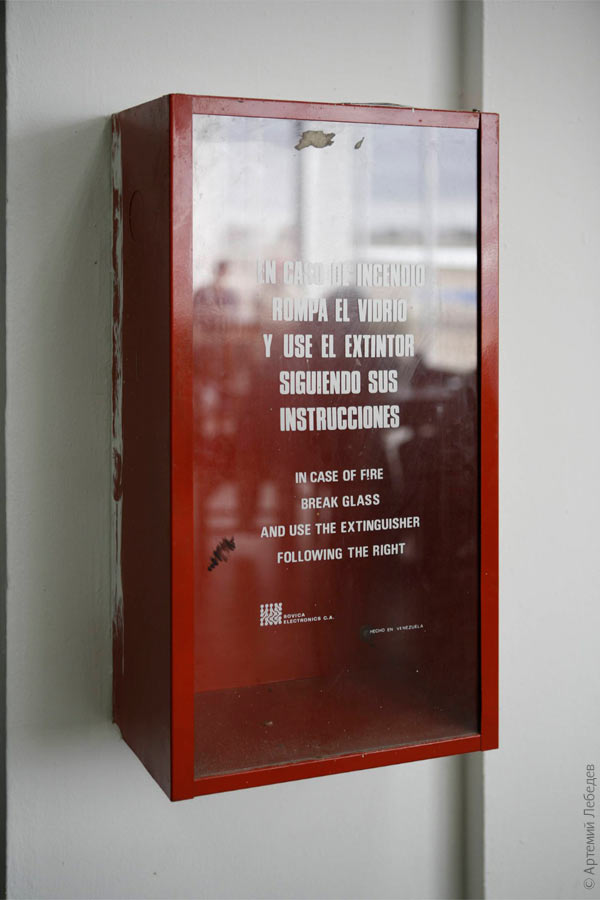 EN CASO DE INCENDIO
ROMPA EL VIDRIO
Y USE EL EXTINTOR
SIGUIENDO SUS
INSTRUCCIONES
IN CASE OF FIRE
BREAK GLASS
AND USE THE EXTINGUISHER
FOLLOWING THE RIGHT
ROVICA
ELECTRONICS C.A.
HECHO EN VENEZUELA
© Артемий Лебедев